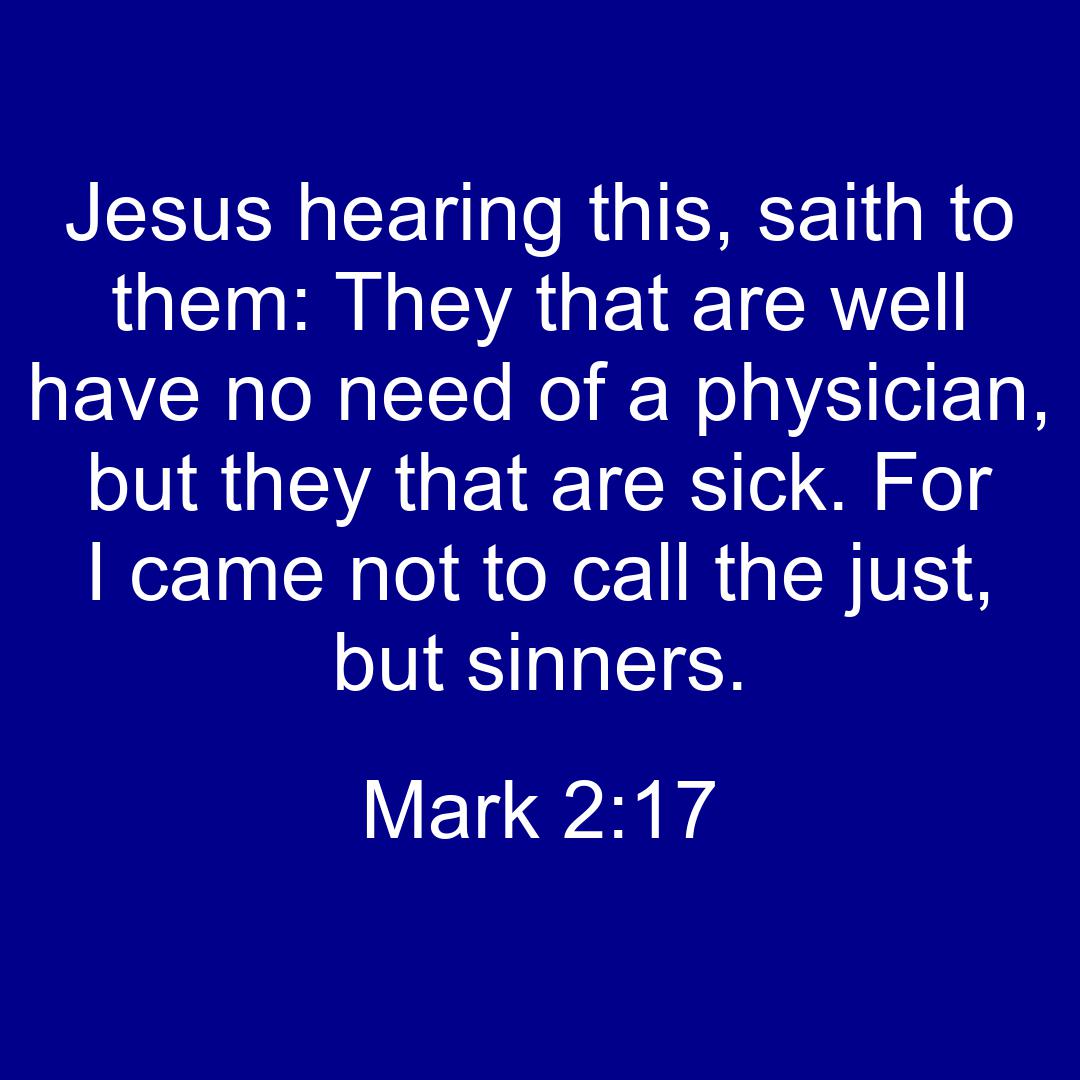 Jesus hearing this, saith to
them: They that are well
have no need of a physician,
but they that are sick. For
I came not to call the just,
but sinners.
Mark 2:17